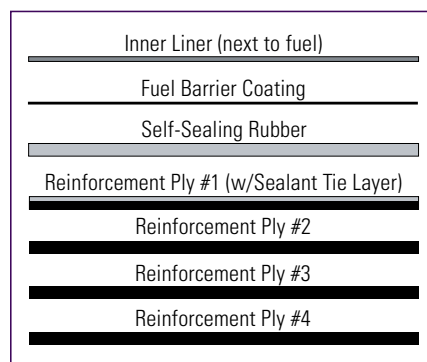 Inner Liner (next to fuel)
Fuel Barrier Coating
Self-Sealing Rubber
Reinforcement Ply #1 (w/Sealant Tie Layer)
Reinforcement Ply #2
Reinforcement Ply #3
Reinforcement Ply #4